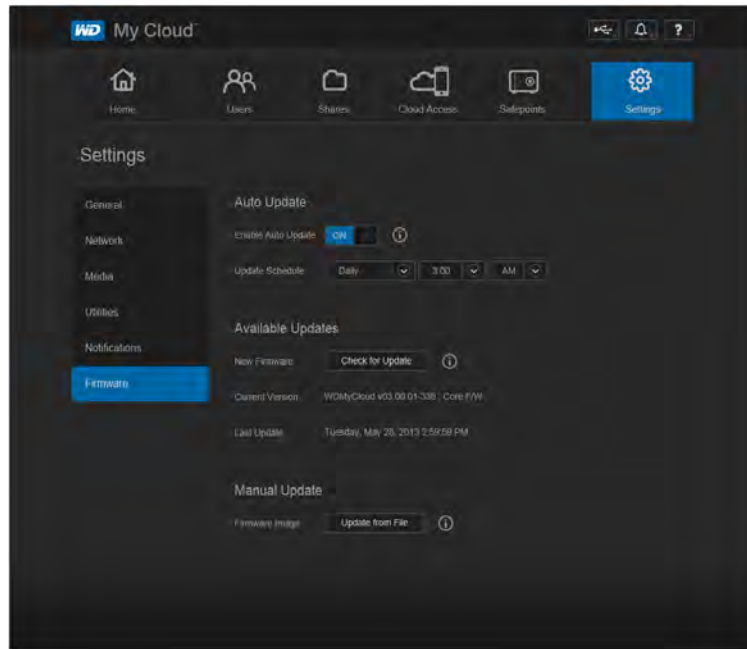 WD My Cloud™
?
Home
Users
Shares
Cloud Access
Safepoints
Settings
Settings
General
Network
Media
Utilities
Notifications
Firmware
Auto Update
Enable Auto Update ON
Update Schedule Daily 3:00 AM
Available Updates
New Firmware Check for Update
Current Version WDMyCloud v03.00.01-338 : Core F/W
Last Update Tuesday, May 28, 2013 2:59:59 PM
Manual Update
Firmware Image Update from File